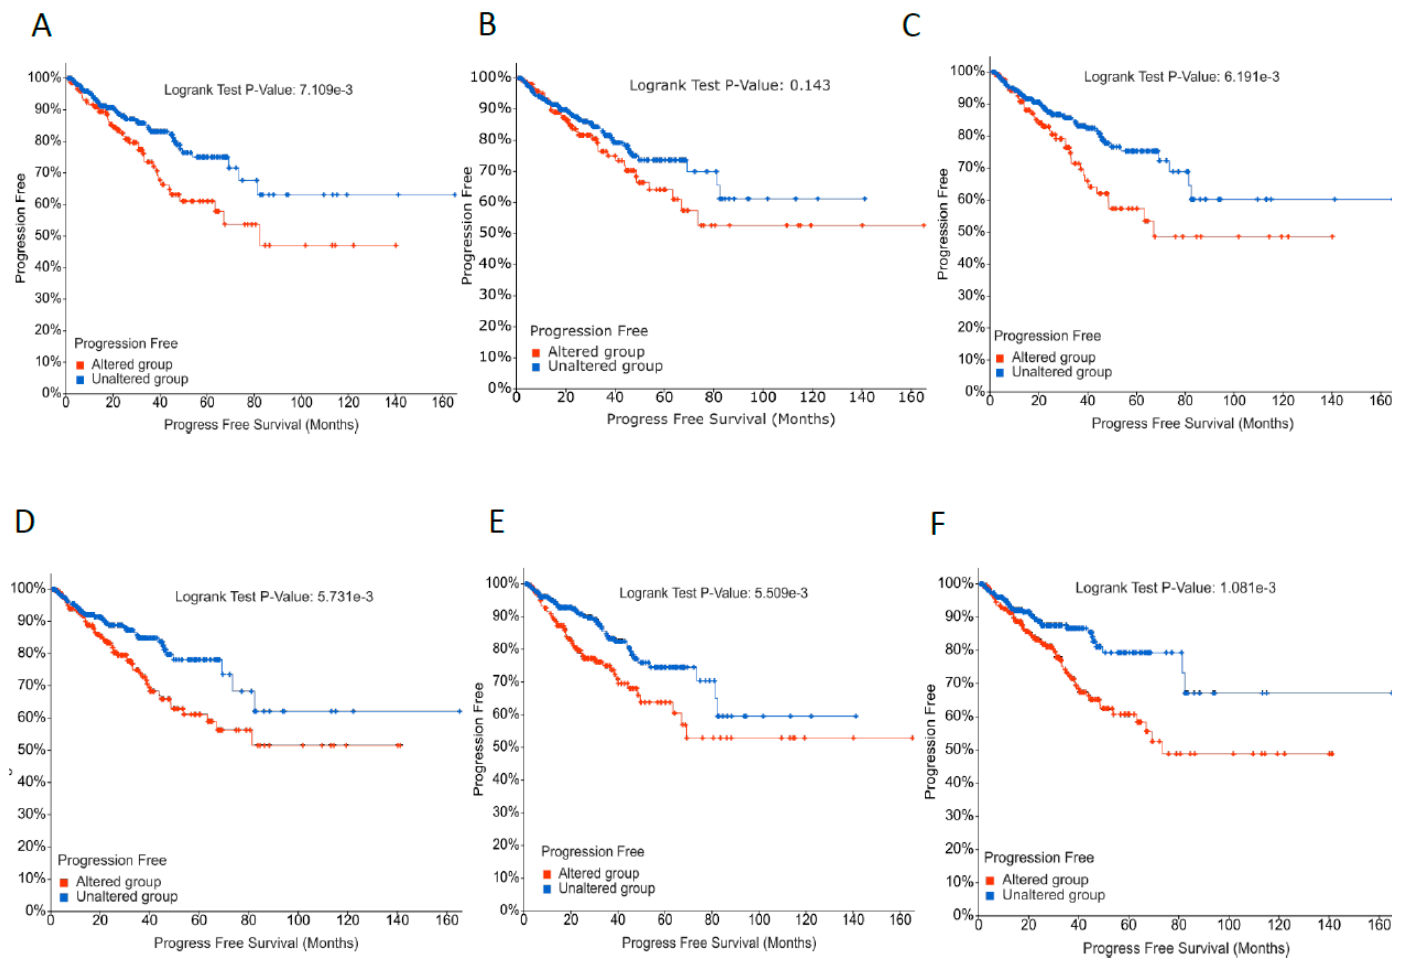 A
Logrank Test P-Value: 7.109e-3
100%
90%
80%
70%
60%
50%
40%
30%
20%
10%
0%
Progression Free
Progression Free
Altered group
Unaltered group
0 20 40 60 80 100 120 140 160
Progress Free Survival (Months)
B
Logrank Test P-Value: 0.143
100%
90%
80%
70%
60%
50%
40%
30%
20%
10%
0%
Progression Free
Progression Free
Altered group
Unaltered group
0 20 40 60 80 100 120 140 160
Progress Free Survival (Months)
C
Logrank Test P-Value: 6.191e-3
100%
90%
80%
70%
60%
50%
40%
30%
20%
10%
0%
Progression Free
Progression Free
Altered group
Unaltered group
0 20 40 60 80 100 120 140 160
Progress Free Survival (Months)
D
Logrank Test P-Value: 5.731e-3
100%
90%
80%
70%
60%
50%
40%
30%
20%
10%
0%
Progression Free
Altered group
Unaltered group
0 20 40 60 80 100 120 140 160
Progress Free Survival (Months)
E
Logrank Test P-Value: 5.509e-3
100%
90%
80%
70%
60%
50%
40%
30%
20%
10%
0%
Progression Free
Progression Free
Altered group
Unaltered group
0 20 40 60 80 100 120 140 160
Progress Free Survival (Months)
F
Logrank Test P-Value: 1.081e-3
100%
90%
80%
70%
60%
50%
40%
30%
20%
10%
0%
Progression Free
Progression Free
Altered group
Unaltered group
0 20 40 60 80 100 120 140 160
Progress Free Survival (Months)